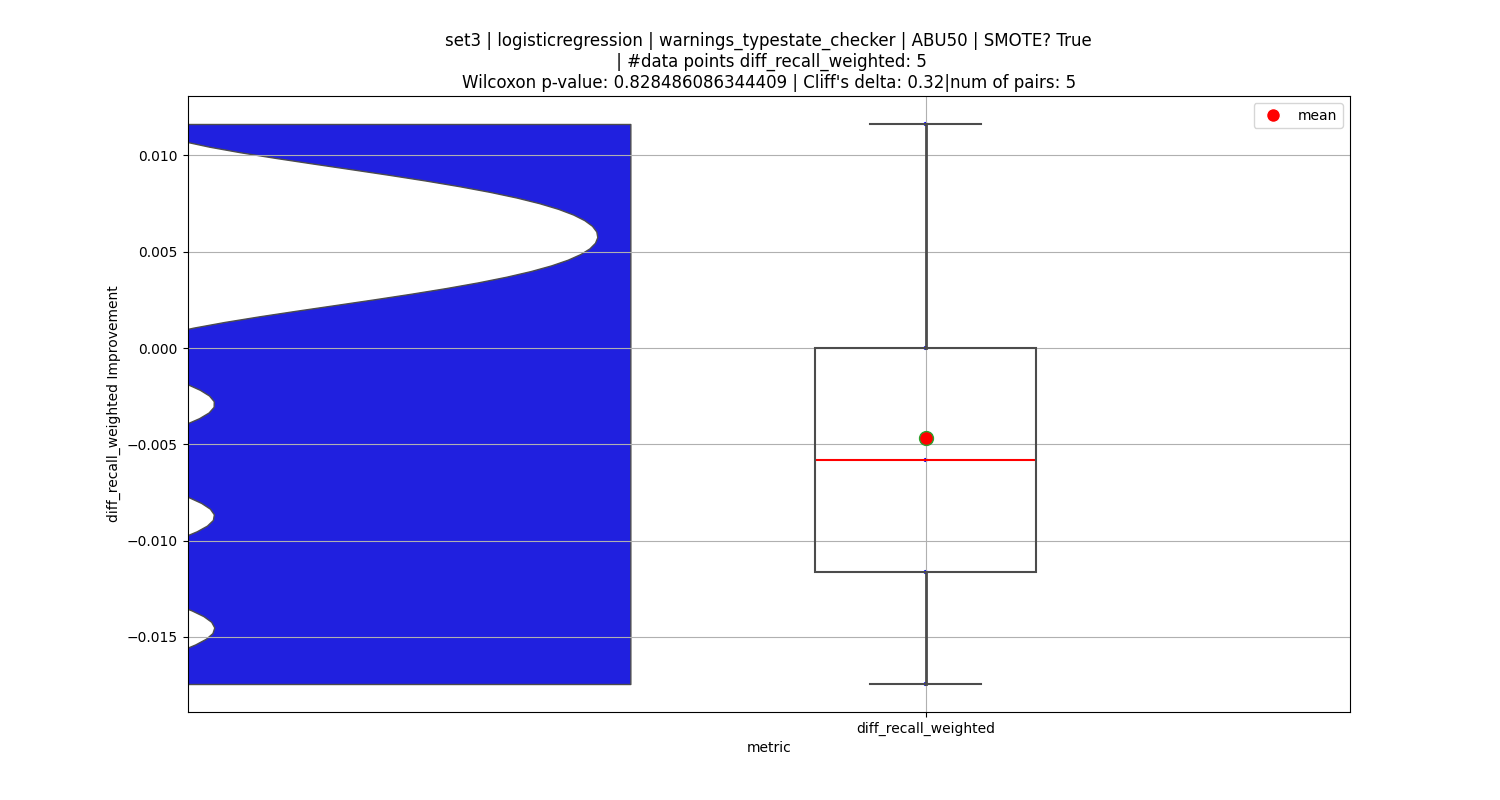 set3 | logisticregression | warnings_typestate_checker | ABU50 | SMOTE? True
| #data points diff_recall_weighted: 5
Wilcoxon p-value: 0.828486086344409 | Cliff's delta: 0.32|num of pairs: 5
mean
0.010
0.005
0.000
−0.005
−0.010
−0.015
diff_recall_weighted Improvement
diff_recall_weighted
metric